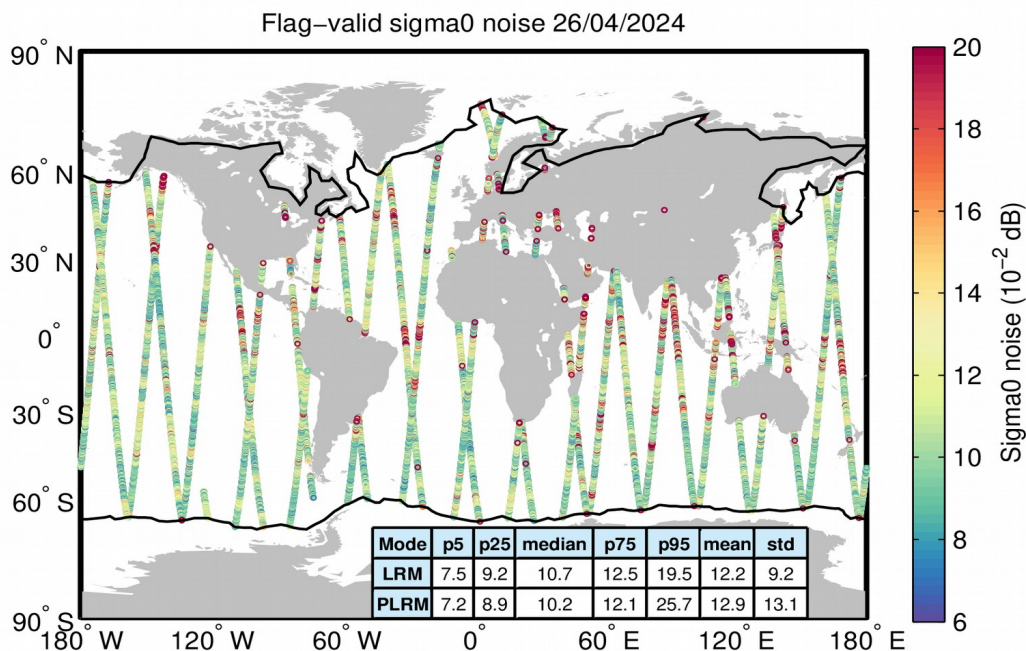 Flag−valid sigma0 noise 26/04/2024
90° N
60° N
30° N
0°
30° S
60° S
90° S
180° W
120° W
60° W
0°
60° E
120° E
180° E
Mode p5 p25 median p75 p95 mean std
LRM 7.5 9.2 10.7 12.5 19.5 12.2 9.2
PLRM 7.2 8.9 10.2 12.1 25.7 12.9 13.1
20
18
16
14
12
10
8
6
Sigma0 noise (10⁻² dB)